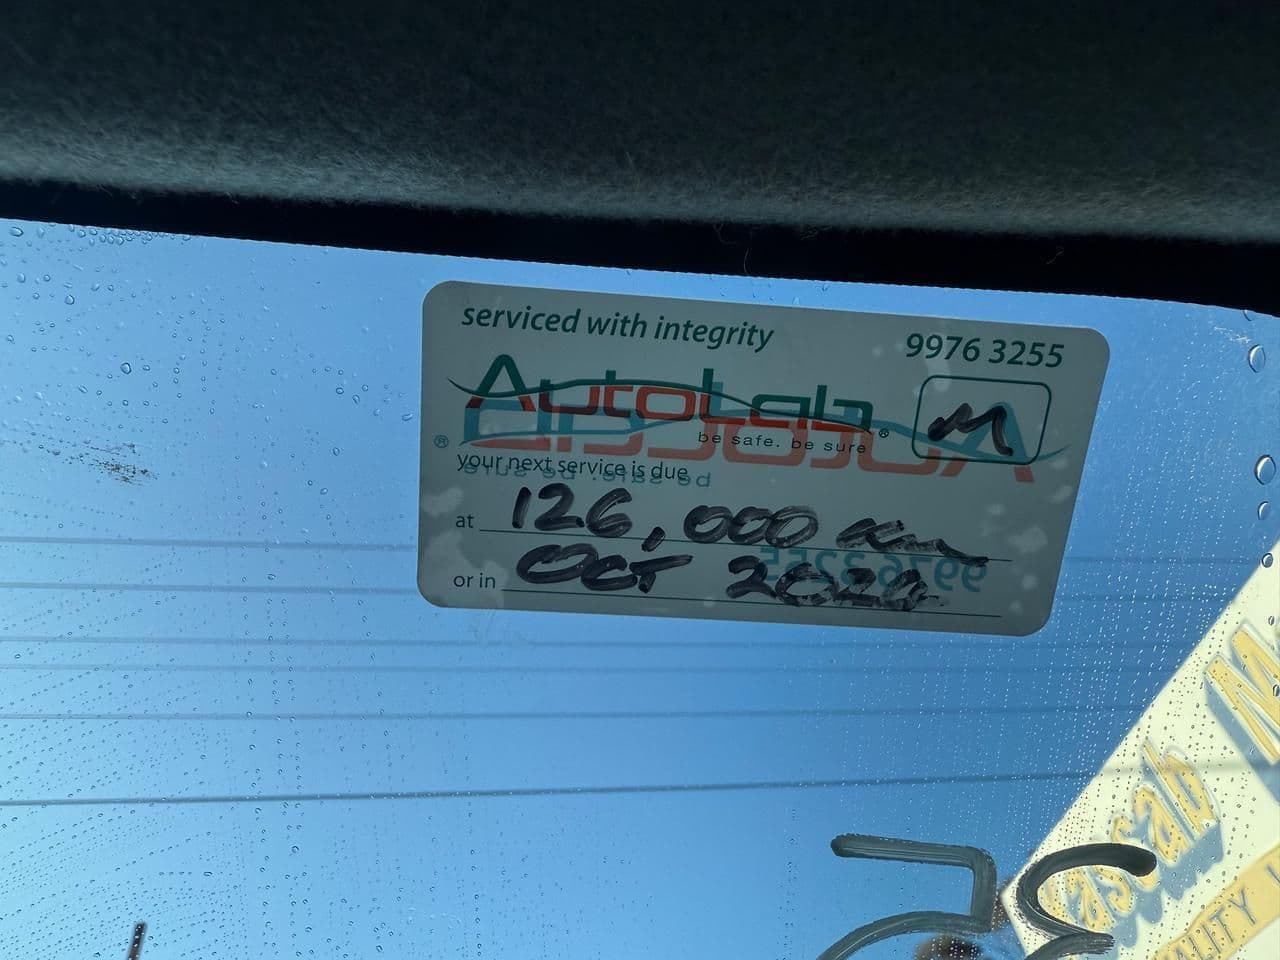 serviced with integrity 9976 3255
AutoLab ® M
be safe. be sure
your next service is due
at 126,000 km
or in Oct 2020